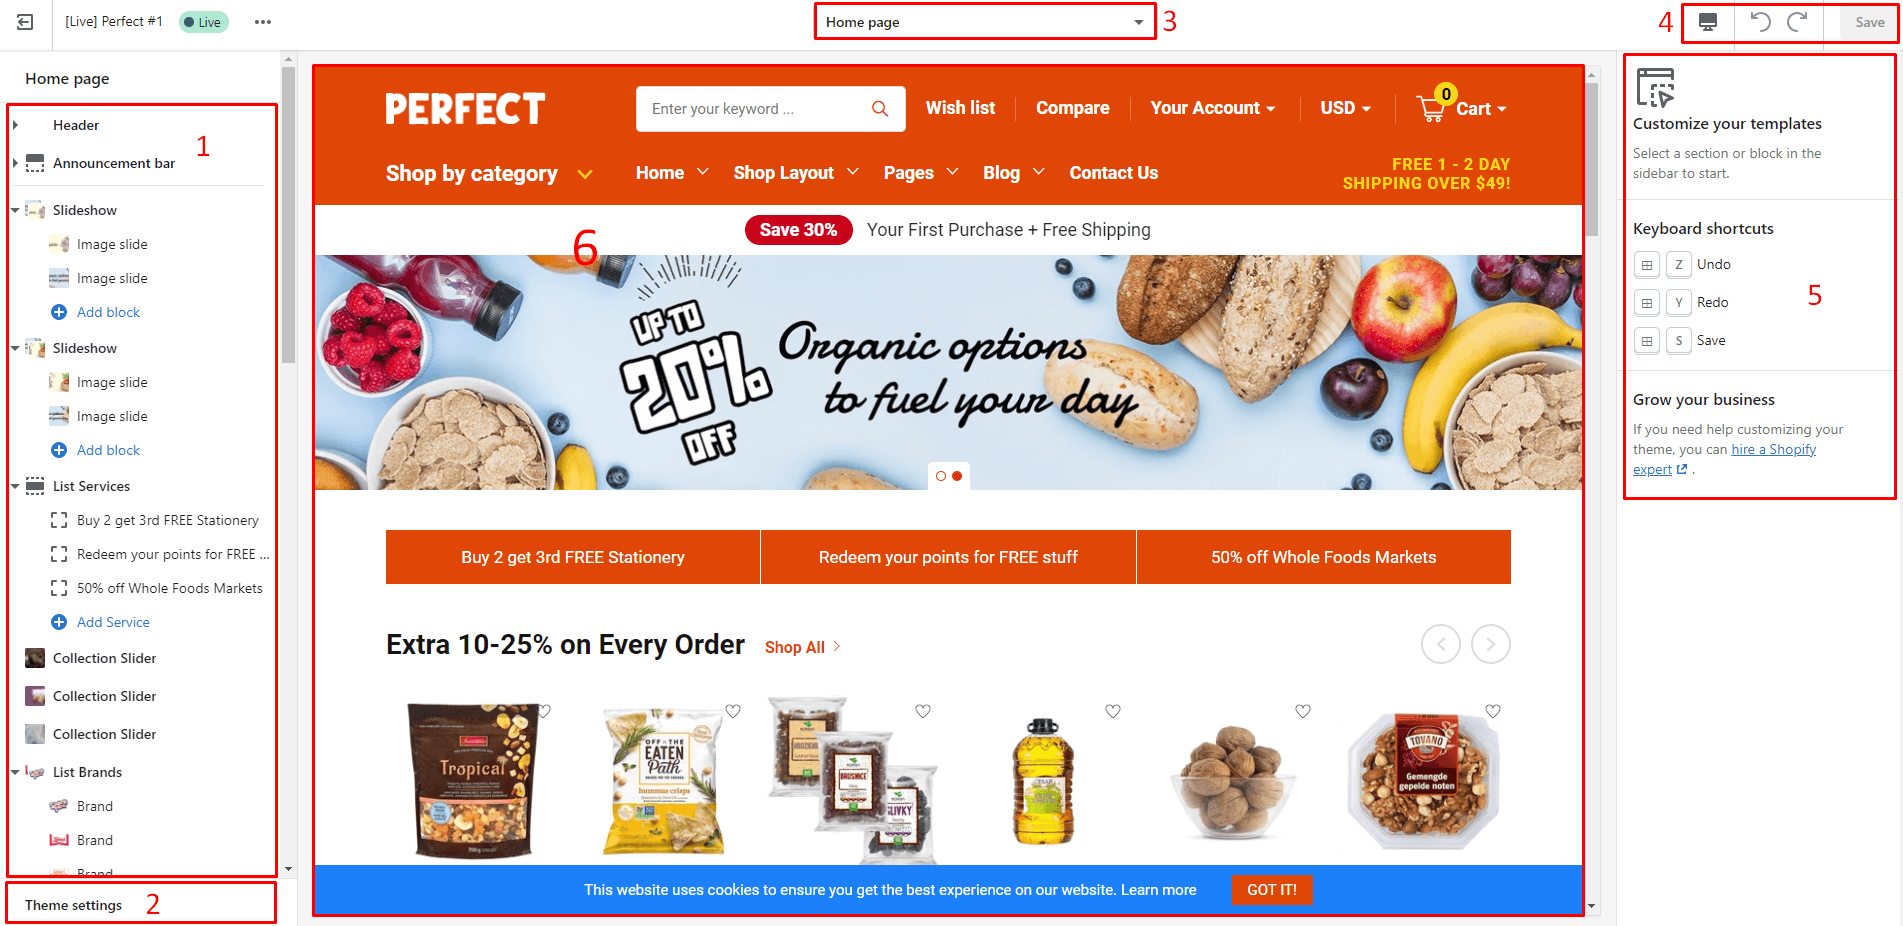 [Live] Perfect #1
Live
Home page
3
4
Save
Home page
Header
1
Announcement bar
Slideshow
Image slide
Image slide
Add block
Slideshow
Image slide
Image slide
Add block
List Services
Buy 2 get 3rd FREE Stationery
Redeem your points for FREE ...
50% off Whole Foods Markets
Add Service
Collection Slider
Collection Slider
Collection Slider
List Brands
Brand
Brand
Brand
Theme settings
2
PERFECT
Enter your keyword ...
Wish list
Compare
Your Account
USD
0
Cart
Shop by category
Home
Shop Layout
Pages
Blog
Contact Us
FREE 1 - 2 DAY
SHIPPING OVER $49!
Save 30%
Your First Purchase + Free Shipping
6
UP TO
20%
OFF
Organic options
to fuel your day
Buy 2 get 3rd FREE Stationery
Redeem your points for FREE stuff
50% off Whole Foods Markets
Extra 10-25% on Every Order
Shop All
Tropical
OFF THE
EATEN
Path
hummus crisps
BRUSNICE
SLIVKY
TOVANO
Gemengde
gepelde noten
This website uses cookies to ensure you get the best experience on our website. Learn more
GOT IT!
Customize your templates
Select a section or block in the
sidebar to start.
Keyboard shortcuts
Z
Undo
Y
Redo
S
Save
5
Grow your business
If you need help customizing your
theme, you can hire a Shopify
expert .